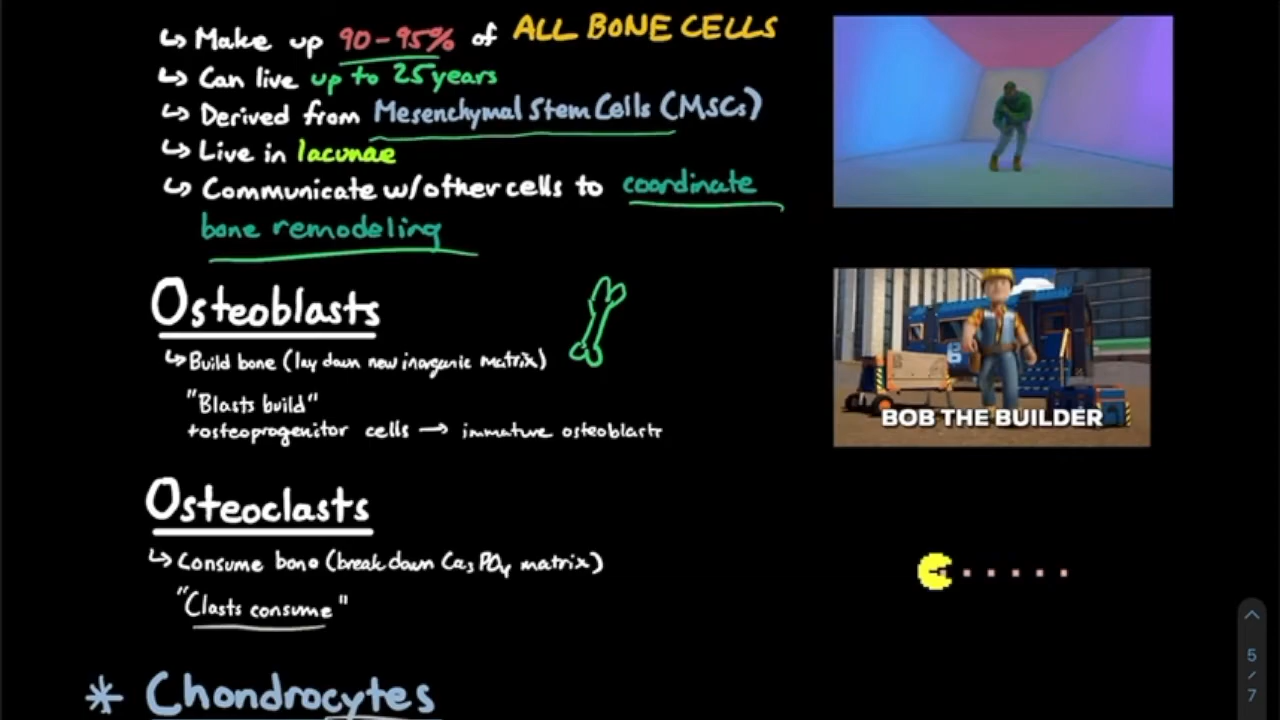 ↳ Make up 90-95% of ALL BONE CELLS
↳ Can live up to 25 years
↳ Derived from Mesenchymal Stem Cells (MSCs)
↳ Live in lacunae
↳ Communicate w/other cells to coordinate
bone remodeling
Osteoblasts
↳ Build bone (lay down new inorganic matrix)
"Blasts build"
+osteoprogenitor cells → immature osteoblasts
BOB THE BUILDER
Osteoclasts
↳ Consume bone (break down Ca3PO4 matrix)
"Clasts consume"
* Chondrocytes
5
/
7